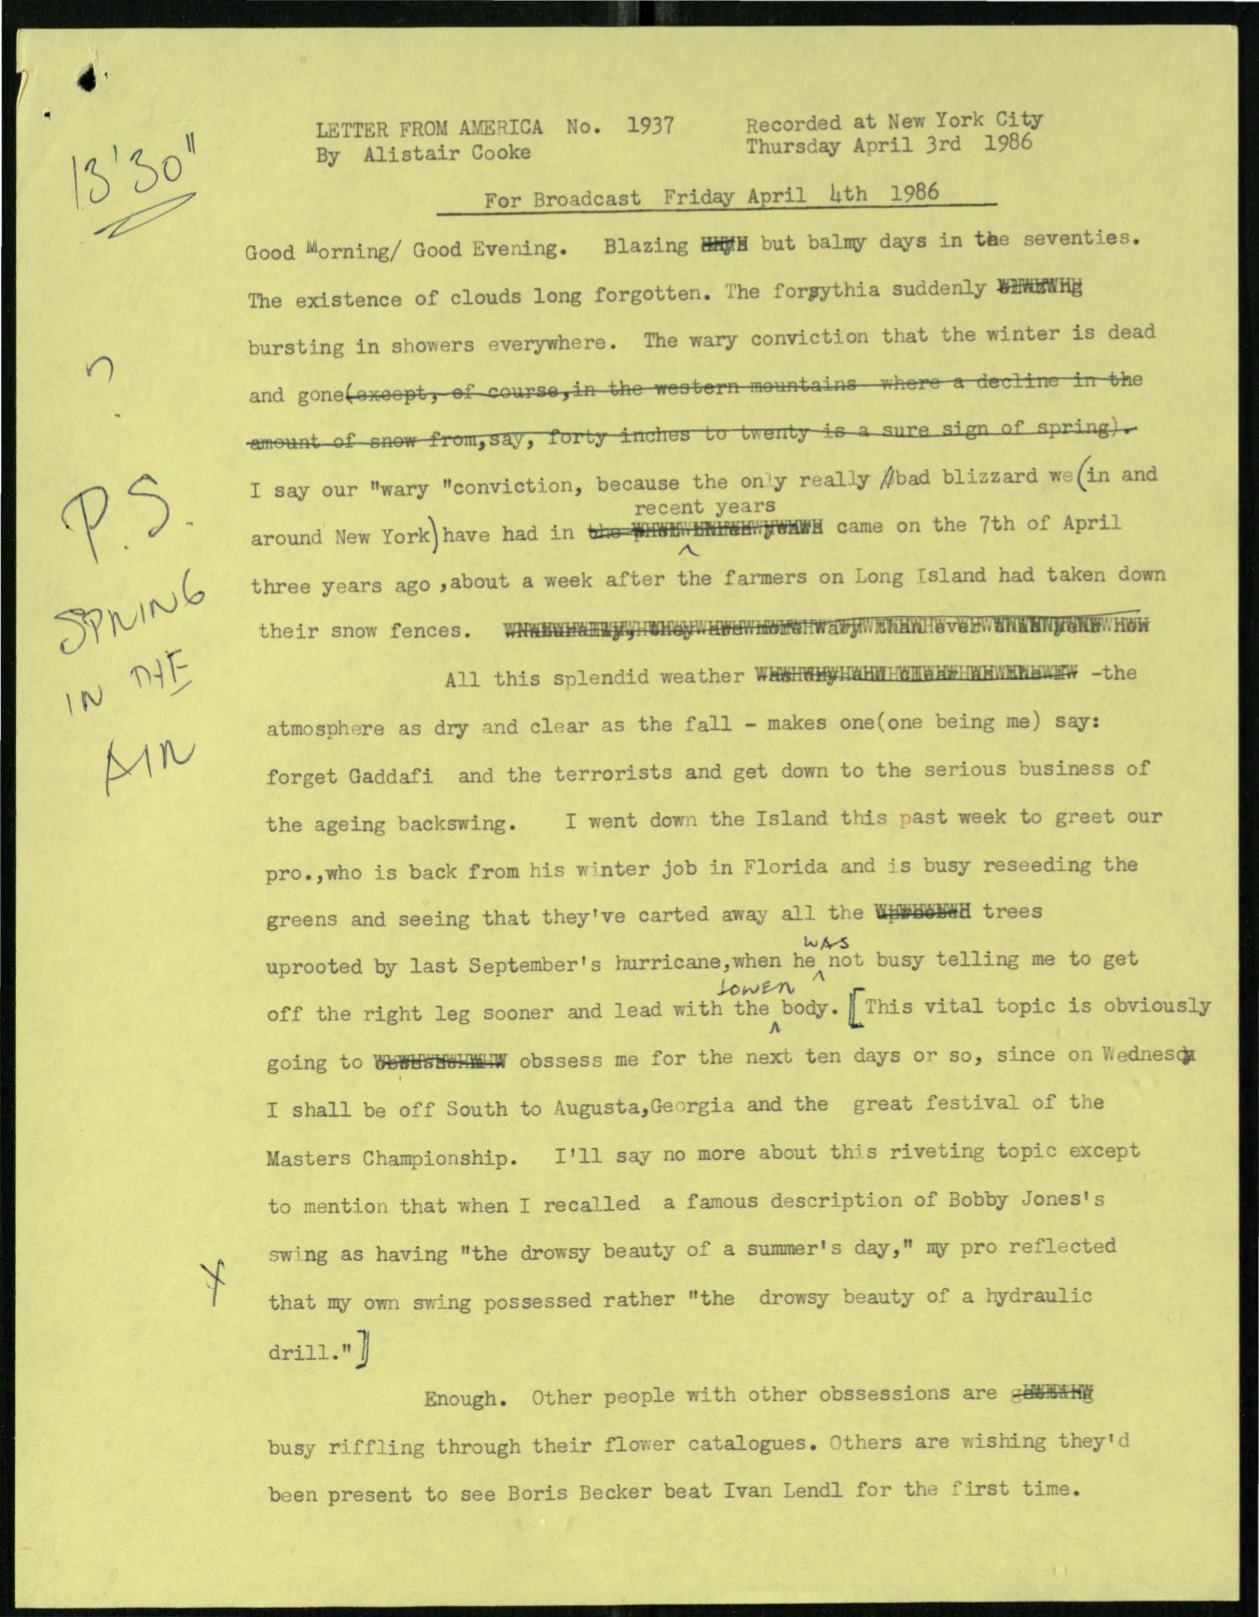 LETTER FROM AMERICA No. 1937 Recorded at New York City
By Alistair Cooke Thursday April 3rd 1986
13'30"
For Broadcast Friday April 4th 1986
Good Morning/ Good Evening. Blazing but balmy days in the seventies.
The existence of clouds long forgotten. The forsythia suddenly
bursting in showers everywhere. The wary conviction that the winter is dead
and gone(except, of course,in the western mountains where a decline in the
amount of snow from,say, forty inches to twenty is a sure sign of spring).
I say our "wary "conviction, because the only really bad blizzard we(in and
recent years
around New York)have had in the came on the 7th of April
three years ago ,about a week after the farmers on Long Island had taken down
their snow fences. Naturally, they are more wary than ever now
All this splendid weather -the
atmosphere as dry and clear as the fall - makes one(one being me) say:
forget Gaddafi and the terrorists and get down to the serious business of
the ageing backswing. I went down the Island this past week to greet our
pro.,who is back from his winter job in Florida and is busy reseeding the
greens and seeing that they've carted away all the uprooted trees
WAS
uprooted by last September's hurricane,when he not busy telling me to get
LOWER
off the right leg sooner and lead with the body. [This vital topic is obviously
going to obssess me for the next ten days or so, since on Wednesdy
I shall be off South to Augusta,Georgia and the great festival of the
Masters Championship. I'll say no more about this riveting topic except
to mention that when I recalled a famous description of Bobby Jones's
swing as having "the drowsy beauty of a summer's day," my pro reflected
that my own swing possessed rather "the drowsy beauty of a hydraulic
drill."]
Enough. Other people with other obssessions are
busy riffling through their flower catalogues. Others are wishing they'd
been present to see Boris Becker beat Ivan Lendl for the first time.
?
P.S.
SPRING
IN THE
AIR
X